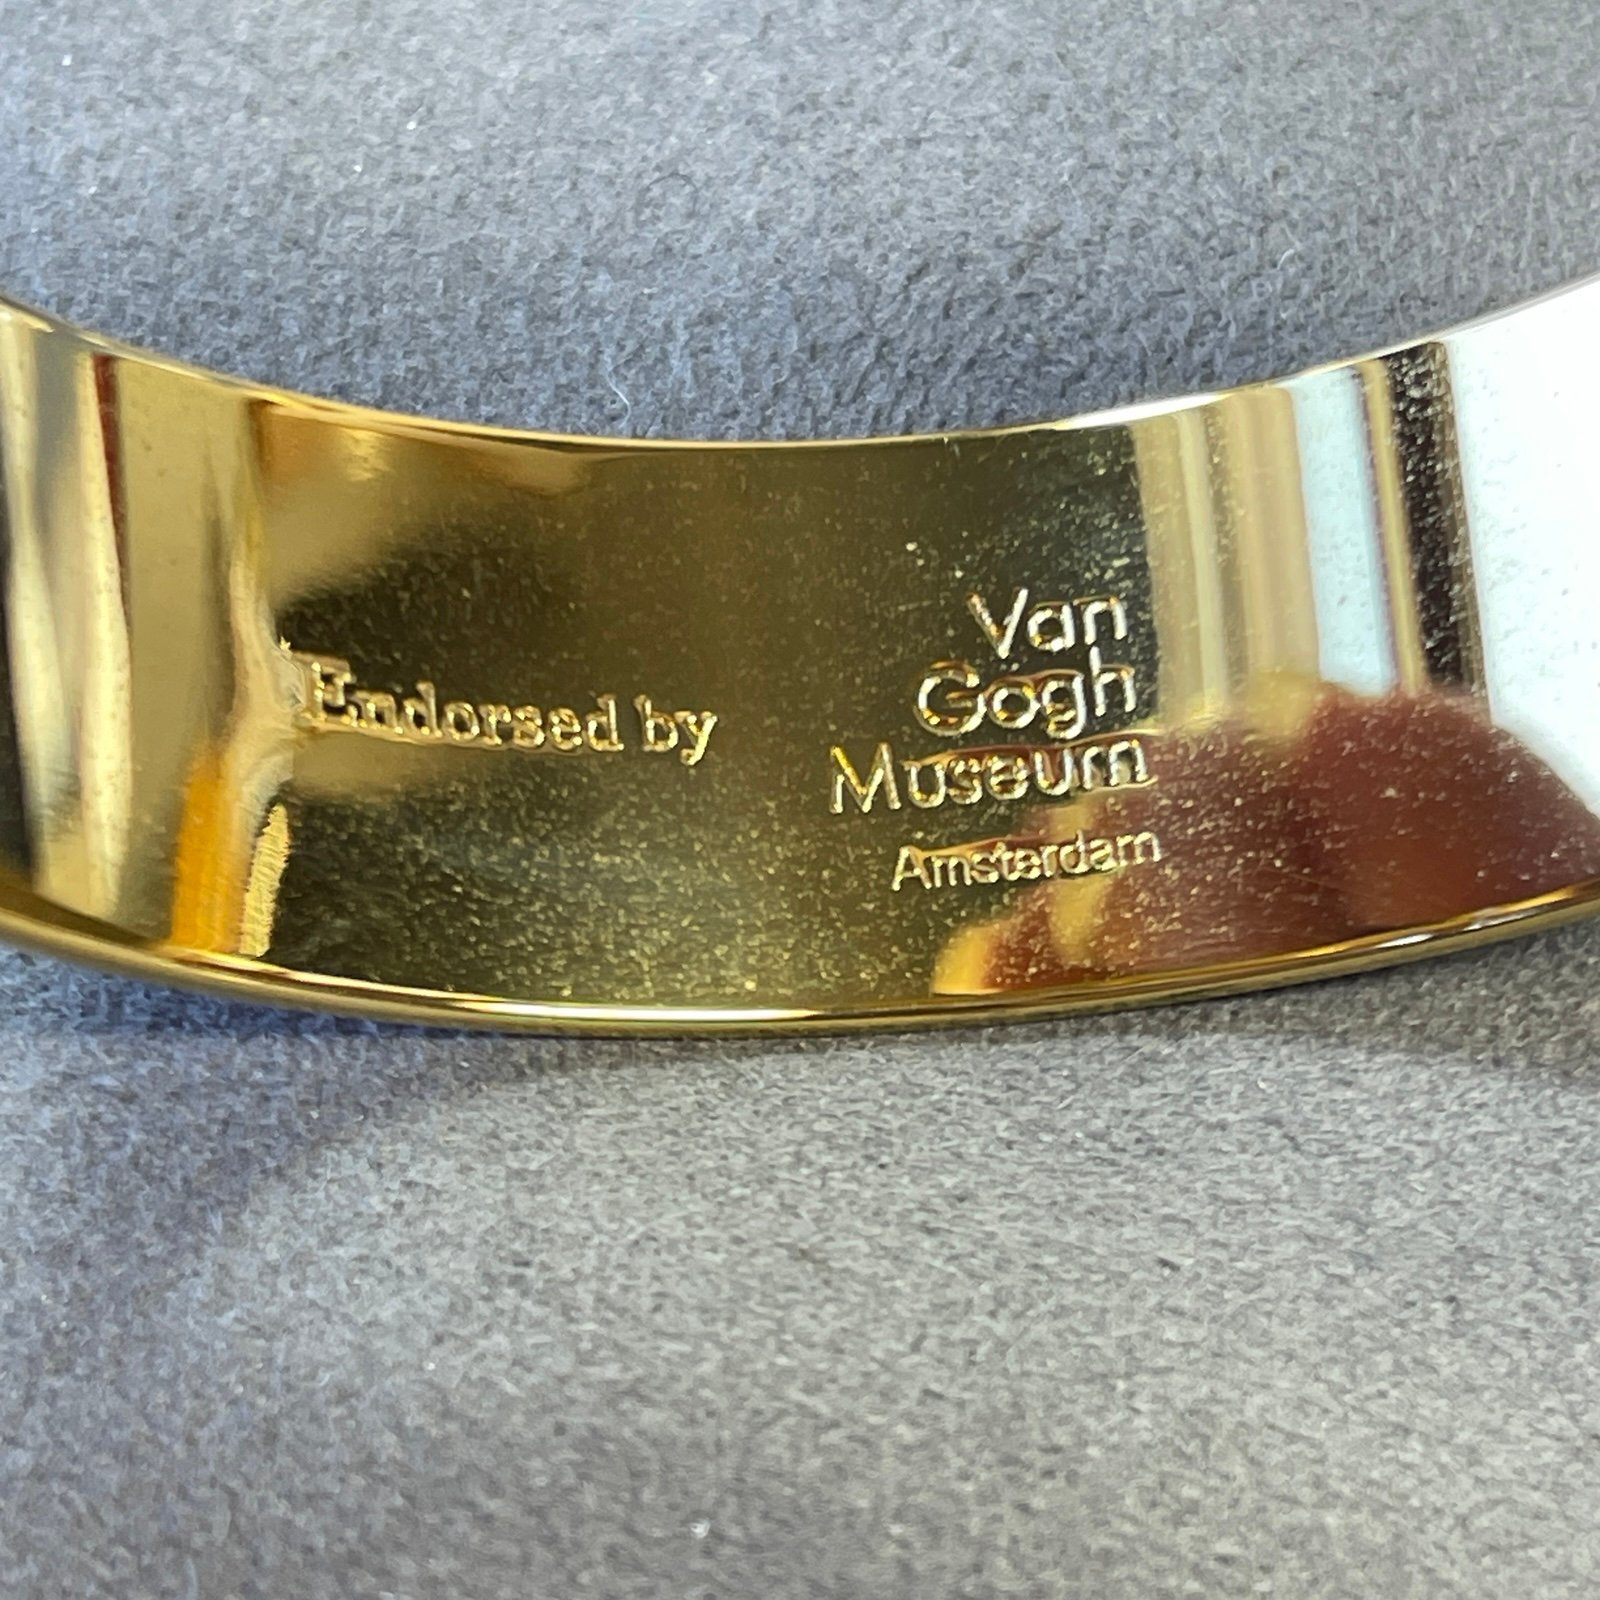 Endorsed by
Van
Gogh
Museum
Amsterdam